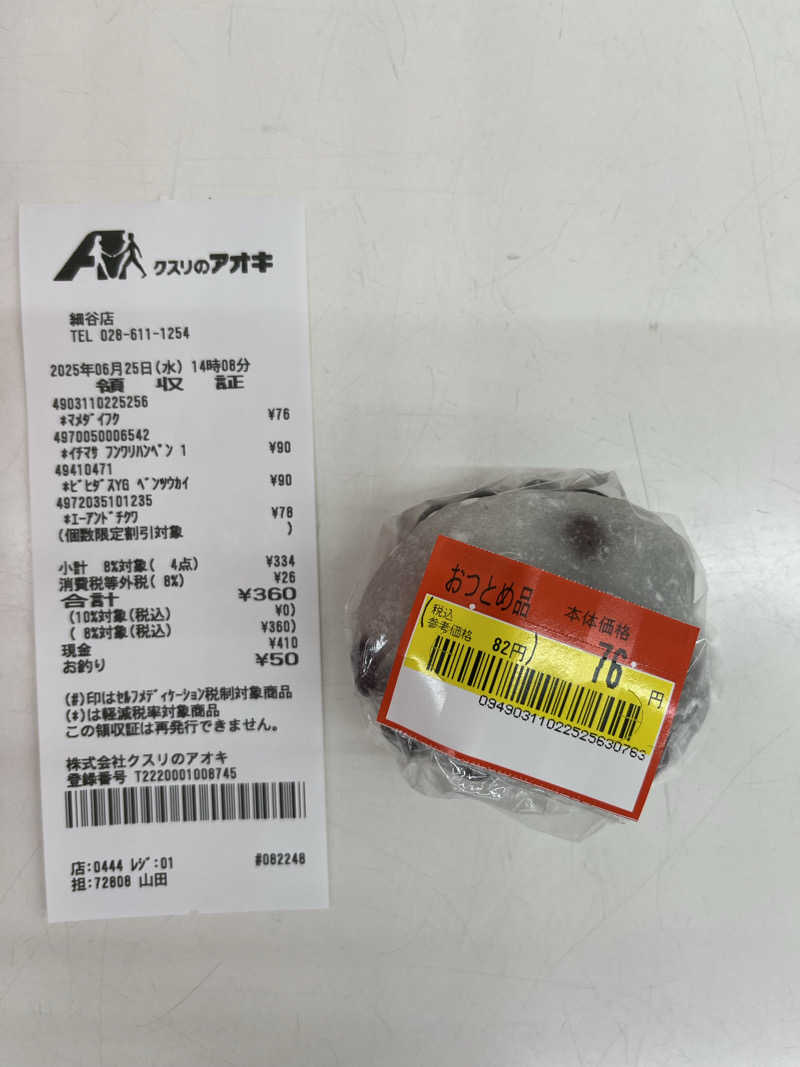 クスリのアオキ
細谷店
TEL 028-611-1254
2025年06月25日(水) 14時08分
領 収 証
4903110225256
*マメダイフク ¥76
4970050006542
*イチマサ フンワリハンペン 1 ¥90
49410471
*ビヒダスYG ベンツウカイ ¥90
4972035101235
*エーアンドチクワ ¥78
(個数限定割引対象 )
小計 8%対象( 4点) ¥334
消費税等外税( 8%) ¥26
合計 ¥360
(10%対象(税込) ¥0)
( 8%対象(税込) ¥360)
現金 ¥410
お釣り ¥50
(#)印はセルフメディケーション税制対象商品
(*)は軽減税率対象商品
この領収証は再発行できません。
株式会社クスリのアオキ
登録番号 T2220001008745
店:0444 レジ:01 #082248
担:72808 山田
おつとめ品
本体価格
(税込
参考価格 82円)
76円
09490311022525630763